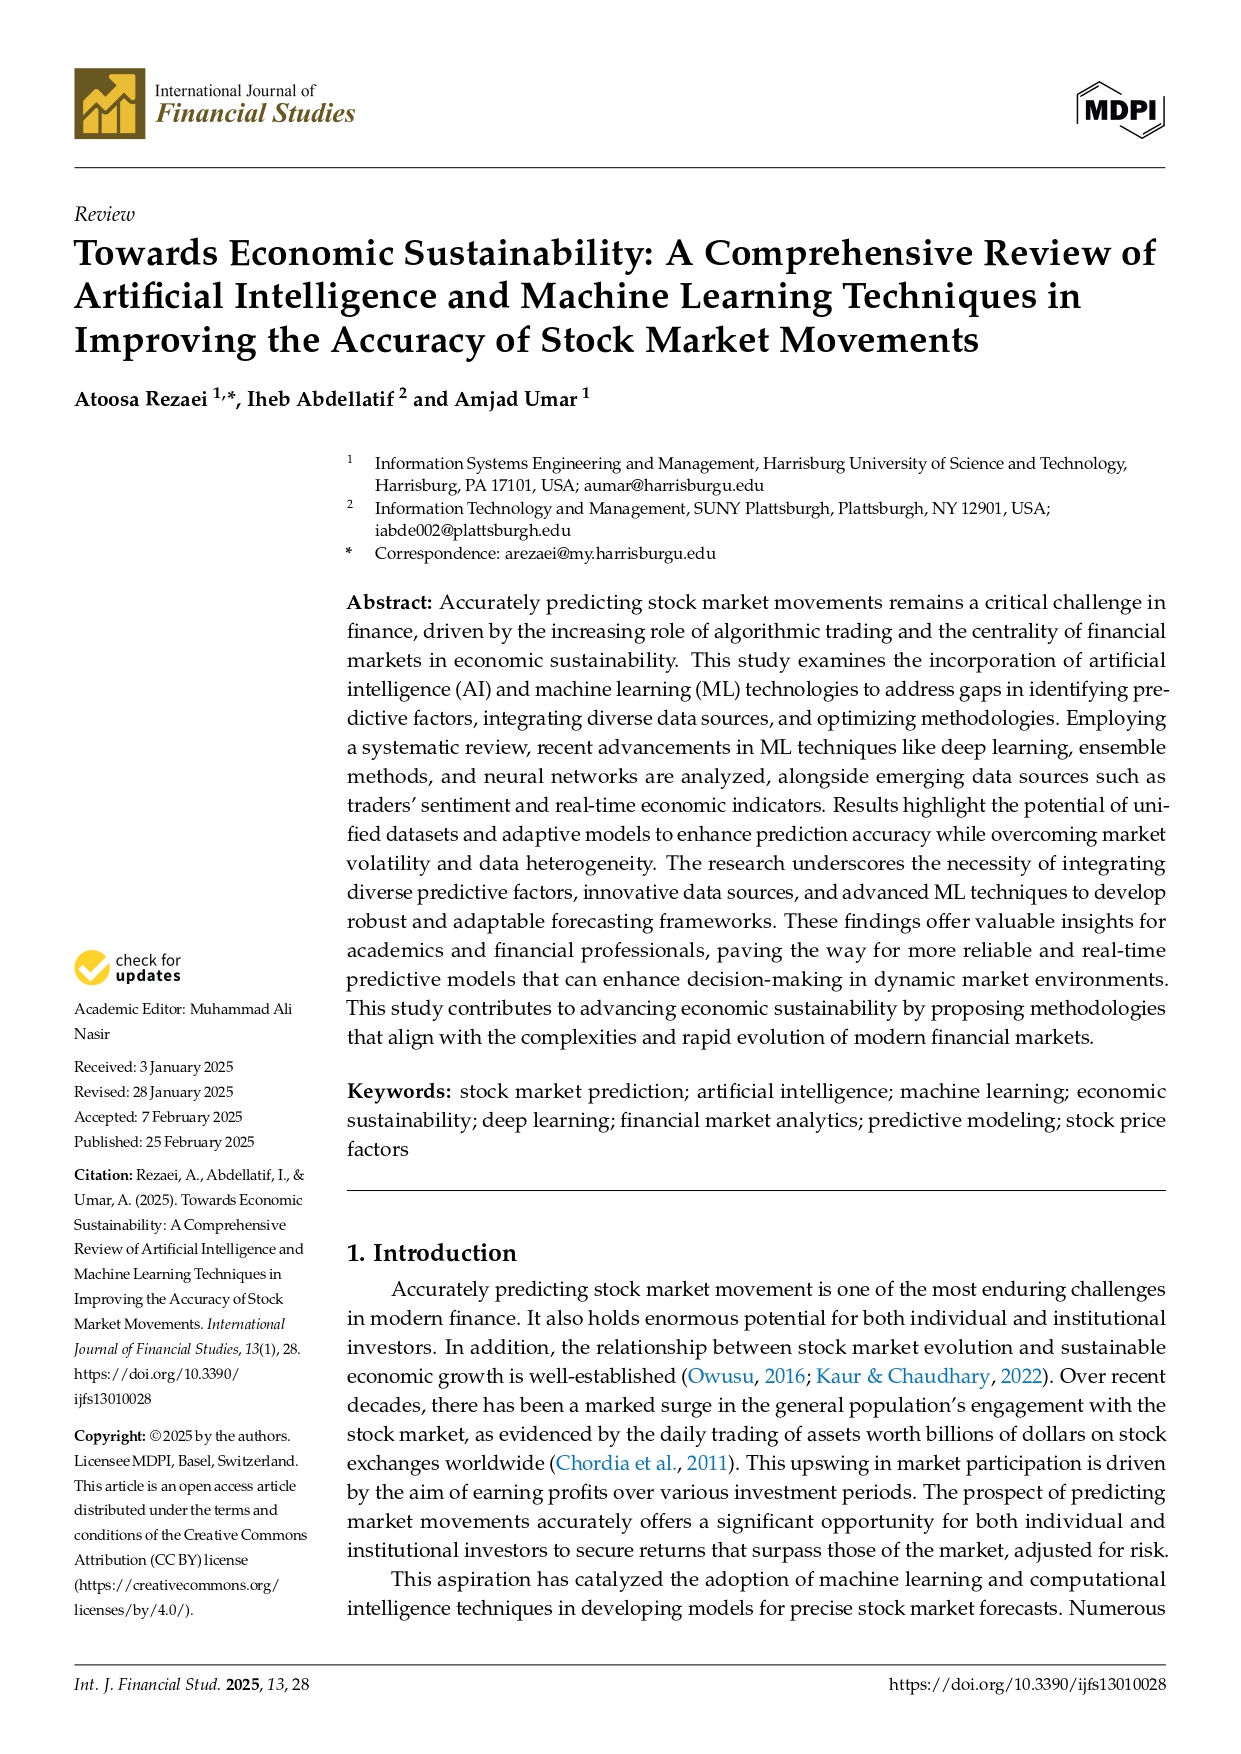 International Journal of
Financial Studies
MDPI
Review
Towards Economic Sustainability: A Comprehensive Review of
Artificial Intelligence and Machine Learning Techniques in
Improving the Accuracy of Stock Market Movements
Atoosa Rezaei 1,*, Iheb Abdellatif 2 and Amjad Umar 1
1 Information Systems Engineering and Management, Harrisburg University of Science and Technology,
Harrisburg, PA 17101, USA; aumar@harrisburgu.edu
2 Information Technology and Management, SUNY Plattsburgh, Plattsburgh, NY 12901, USA;
iabde002@plattsburgh.edu
* Correspondence: arezaei@my.harrisburgu.edu
Abstract: Accurately predicting stock market movements remains a critical challenge in
finance, driven by the increasing role of algorithmic trading and the centrality of financial
markets in economic sustainability. This study examines the incorporation of artificial
intelligence (AI) and machine learning (ML) technologies to address gaps in identifying pre-
dictive factors, integrating diverse data sources, and optimizing methodologies. Employing
a systematic review, recent advancements in ML techniques like deep learning, ensemble
methods, and neural networks are analyzed, alongside emerging data sources such as
traders' sentiment and real-time economic indicators. Results highlight the potential of uni-
fied datasets and adaptive models to enhance prediction accuracy while overcoming market
volatility and data heterogeneity. The research underscores the necessity of integrating
diverse predictive factors, innovative data sources, and advanced ML techniques to develop
robust and adaptable forecasting frameworks. These findings offer valuable insights for
academics and financial professionals, paving the way for more reliable and real-time
predictive models that can enhance decision-making in dynamic market environments.
This study contributes to advancing economic sustainability by proposing methodologies
that align with the complexities and rapid evolution of modern financial markets.
Keywords: stock market prediction; artificial intelligence; machine learning; economic
sustainability; deep learning; financial market analytics; predictive modeling; stock price
factors
check for
updates
Academic Editor: Muhammad Ali
Nasir
Received: 3 January 2025
Revised: 28 January 2025
Accepted: 7 February 2025
Published: 25 February 2025
Citation: Rezaei, A., Abdellatif, I., &
Umar, A. (2025). Towards Economic
Sustainability: A Comprehensive
Review of Artificial Intelligence and
Machine Learning Techniques in
Improving the Accuracy of Stock
Market Movements. International
Journal of Financial Studies, 13(1), 28.
https://doi.org/10.3390/
ijfs13010028
Copyright: © 2025 by the authors.
Licensee MDPI, Basel, Switzerland.
This article is an open access article
distributed under the terms and
conditions of the Creative Commons
Attribution (CC BY) license
(https://creativecommons.org/
licenses/by/4.0/).
1. Introduction
Accurately predicting stock market movement is one of the most enduring challenges
in modern finance. It also holds enormous potential for both individual and institutional
investors. In addition, the relationship between stock market evolution and sustainable
economic growth is well-established (Owusu, 2016; Kaur & Chaudhary, 2022). Over recent
decades, there has been a marked surge in the general population's engagement with the
stock market, as evidenced by the daily trading of assets worth billions of dollars on stock
exchanges worldwide (Chordia et al., 2011). This upswing in market participation is driven
by the aim of earning profits over various investment periods. The prospect of predicting
market movements accurately offers a significant opportunity for both individual and
institutional investors to secure returns that surpass those of the market, adjusted for risk.
This aspiration has catalyzed the adoption of machine learning and computational
intelligence techniques in developing models for precise stock market forecasts. Numerous
Int. J. Financial Stud. 2025, 13, 28
https://doi.org/10.3390/ijfs13010028